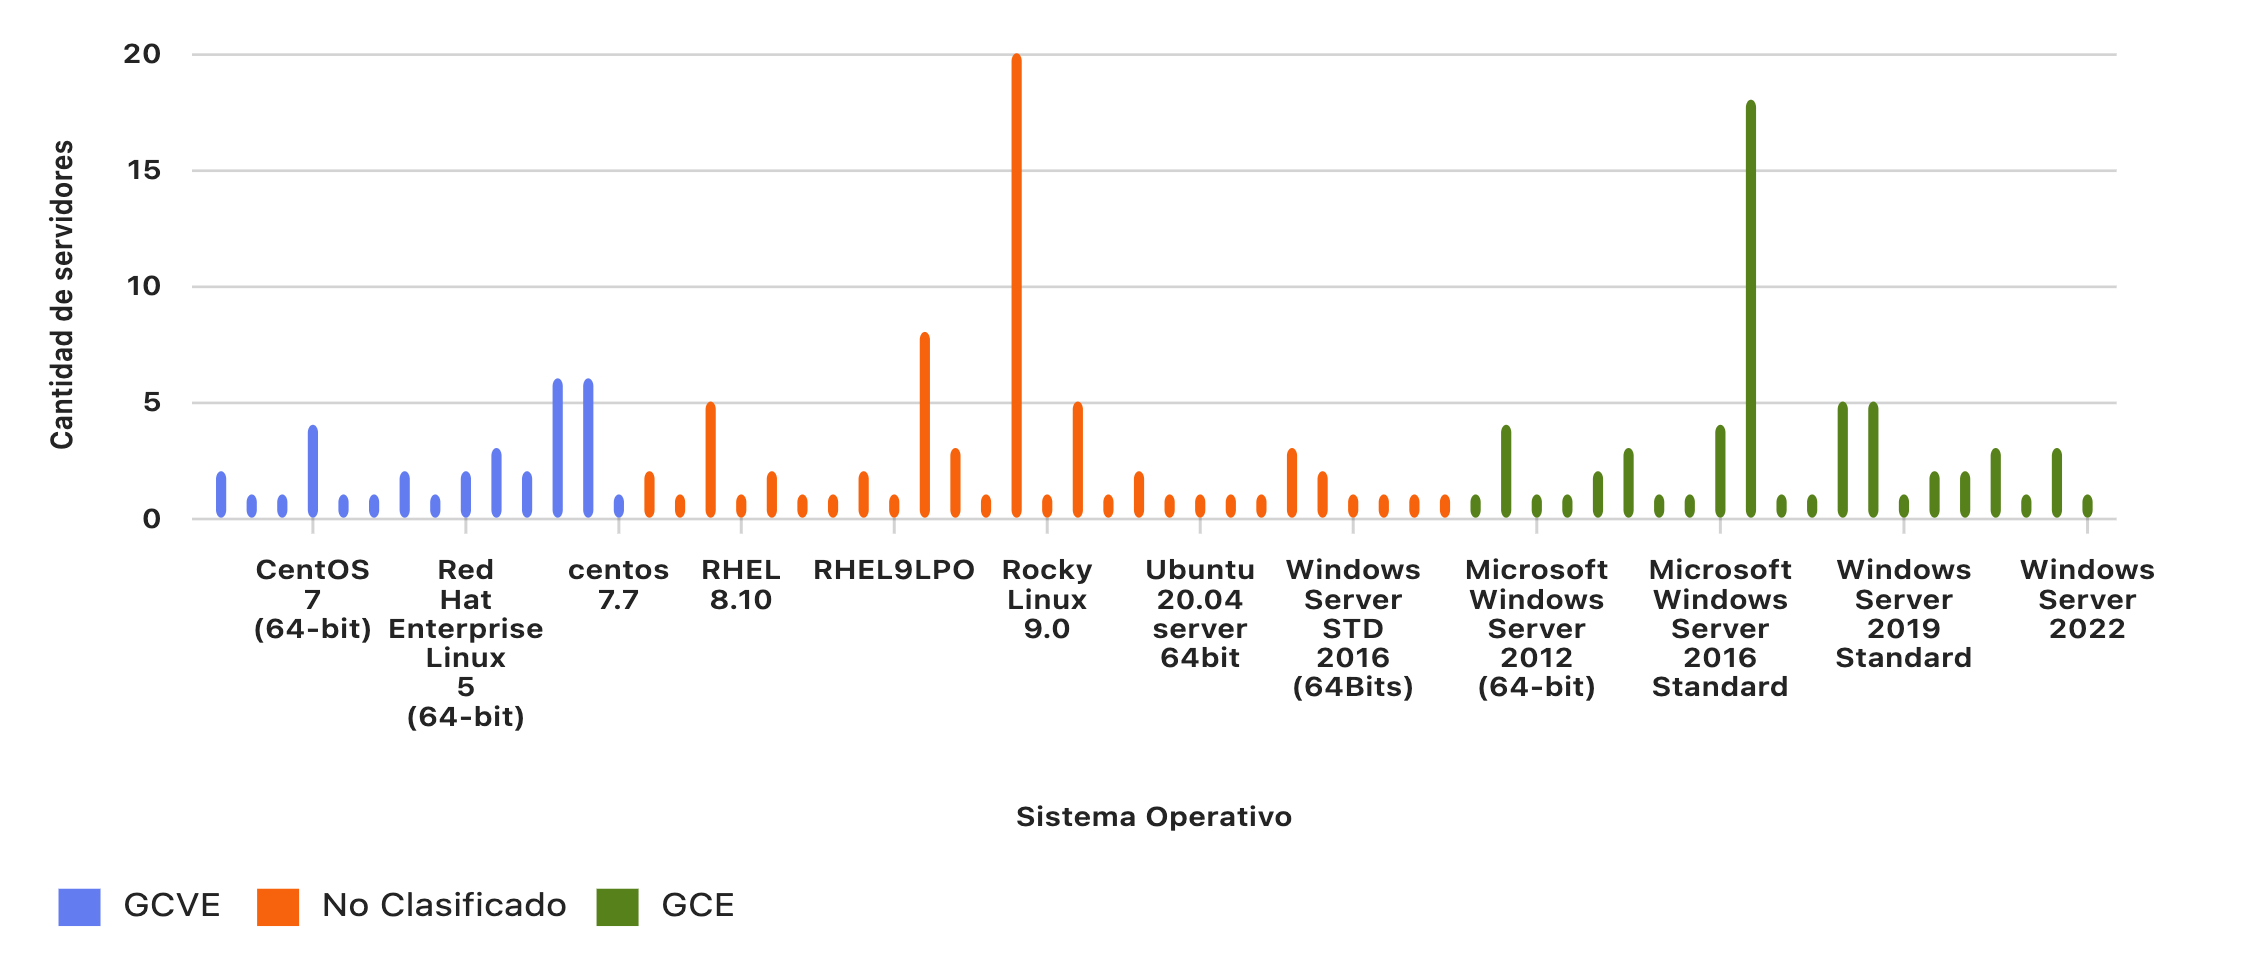 20
15
10
5
0
Cantidad de servidores
CentOS
7
(64-bit)
Red
Hat
Enterprise
Linux
5
(64-bit)
centos
7.7
RHEL
8.10
RHEL9LPO
Rocky
Linux
9.0
Ubuntu
20.04
server
64bit
Windows
Server
STD
2016
(64Bits)
Microsoft
Windows
Server
2012
(64-bit)
Microsoft
Windows
Server
2016
Standard
Windows
Server
2019
Standard
Windows
Server
2022
Sistema Operativo
GCVE
No Clasificado
GCE